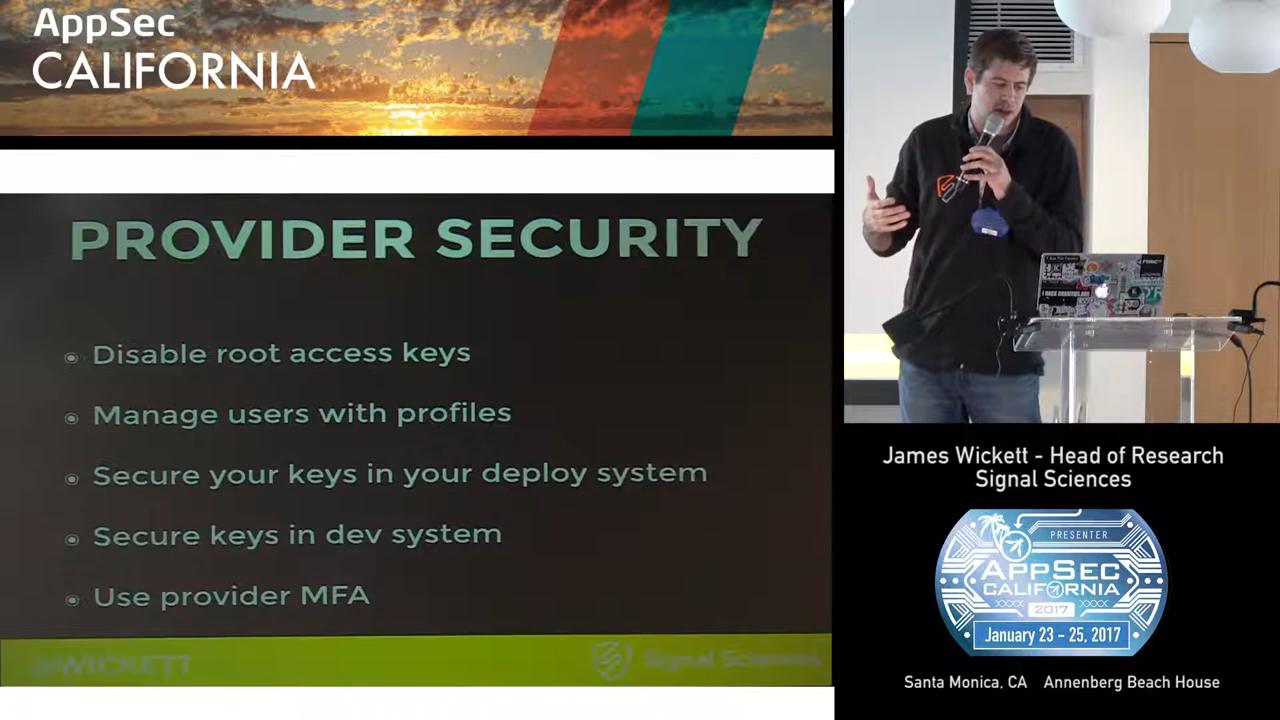 AppSec
CALIFORNIA
PROVIDER SECURITY
Disable root access keys
Manage users with profiles
Secure your keys in your deploy system
Secure keys in dev system
Use provider MFA
@WICKETT
Signal Sciences
James Wickett - Head of Research
Signal Sciences
PRESENTER
APPSEC
CALIFORNIA
2017
January 23 - 25, 2017
Santa Monica, CA Annenberg Beach House